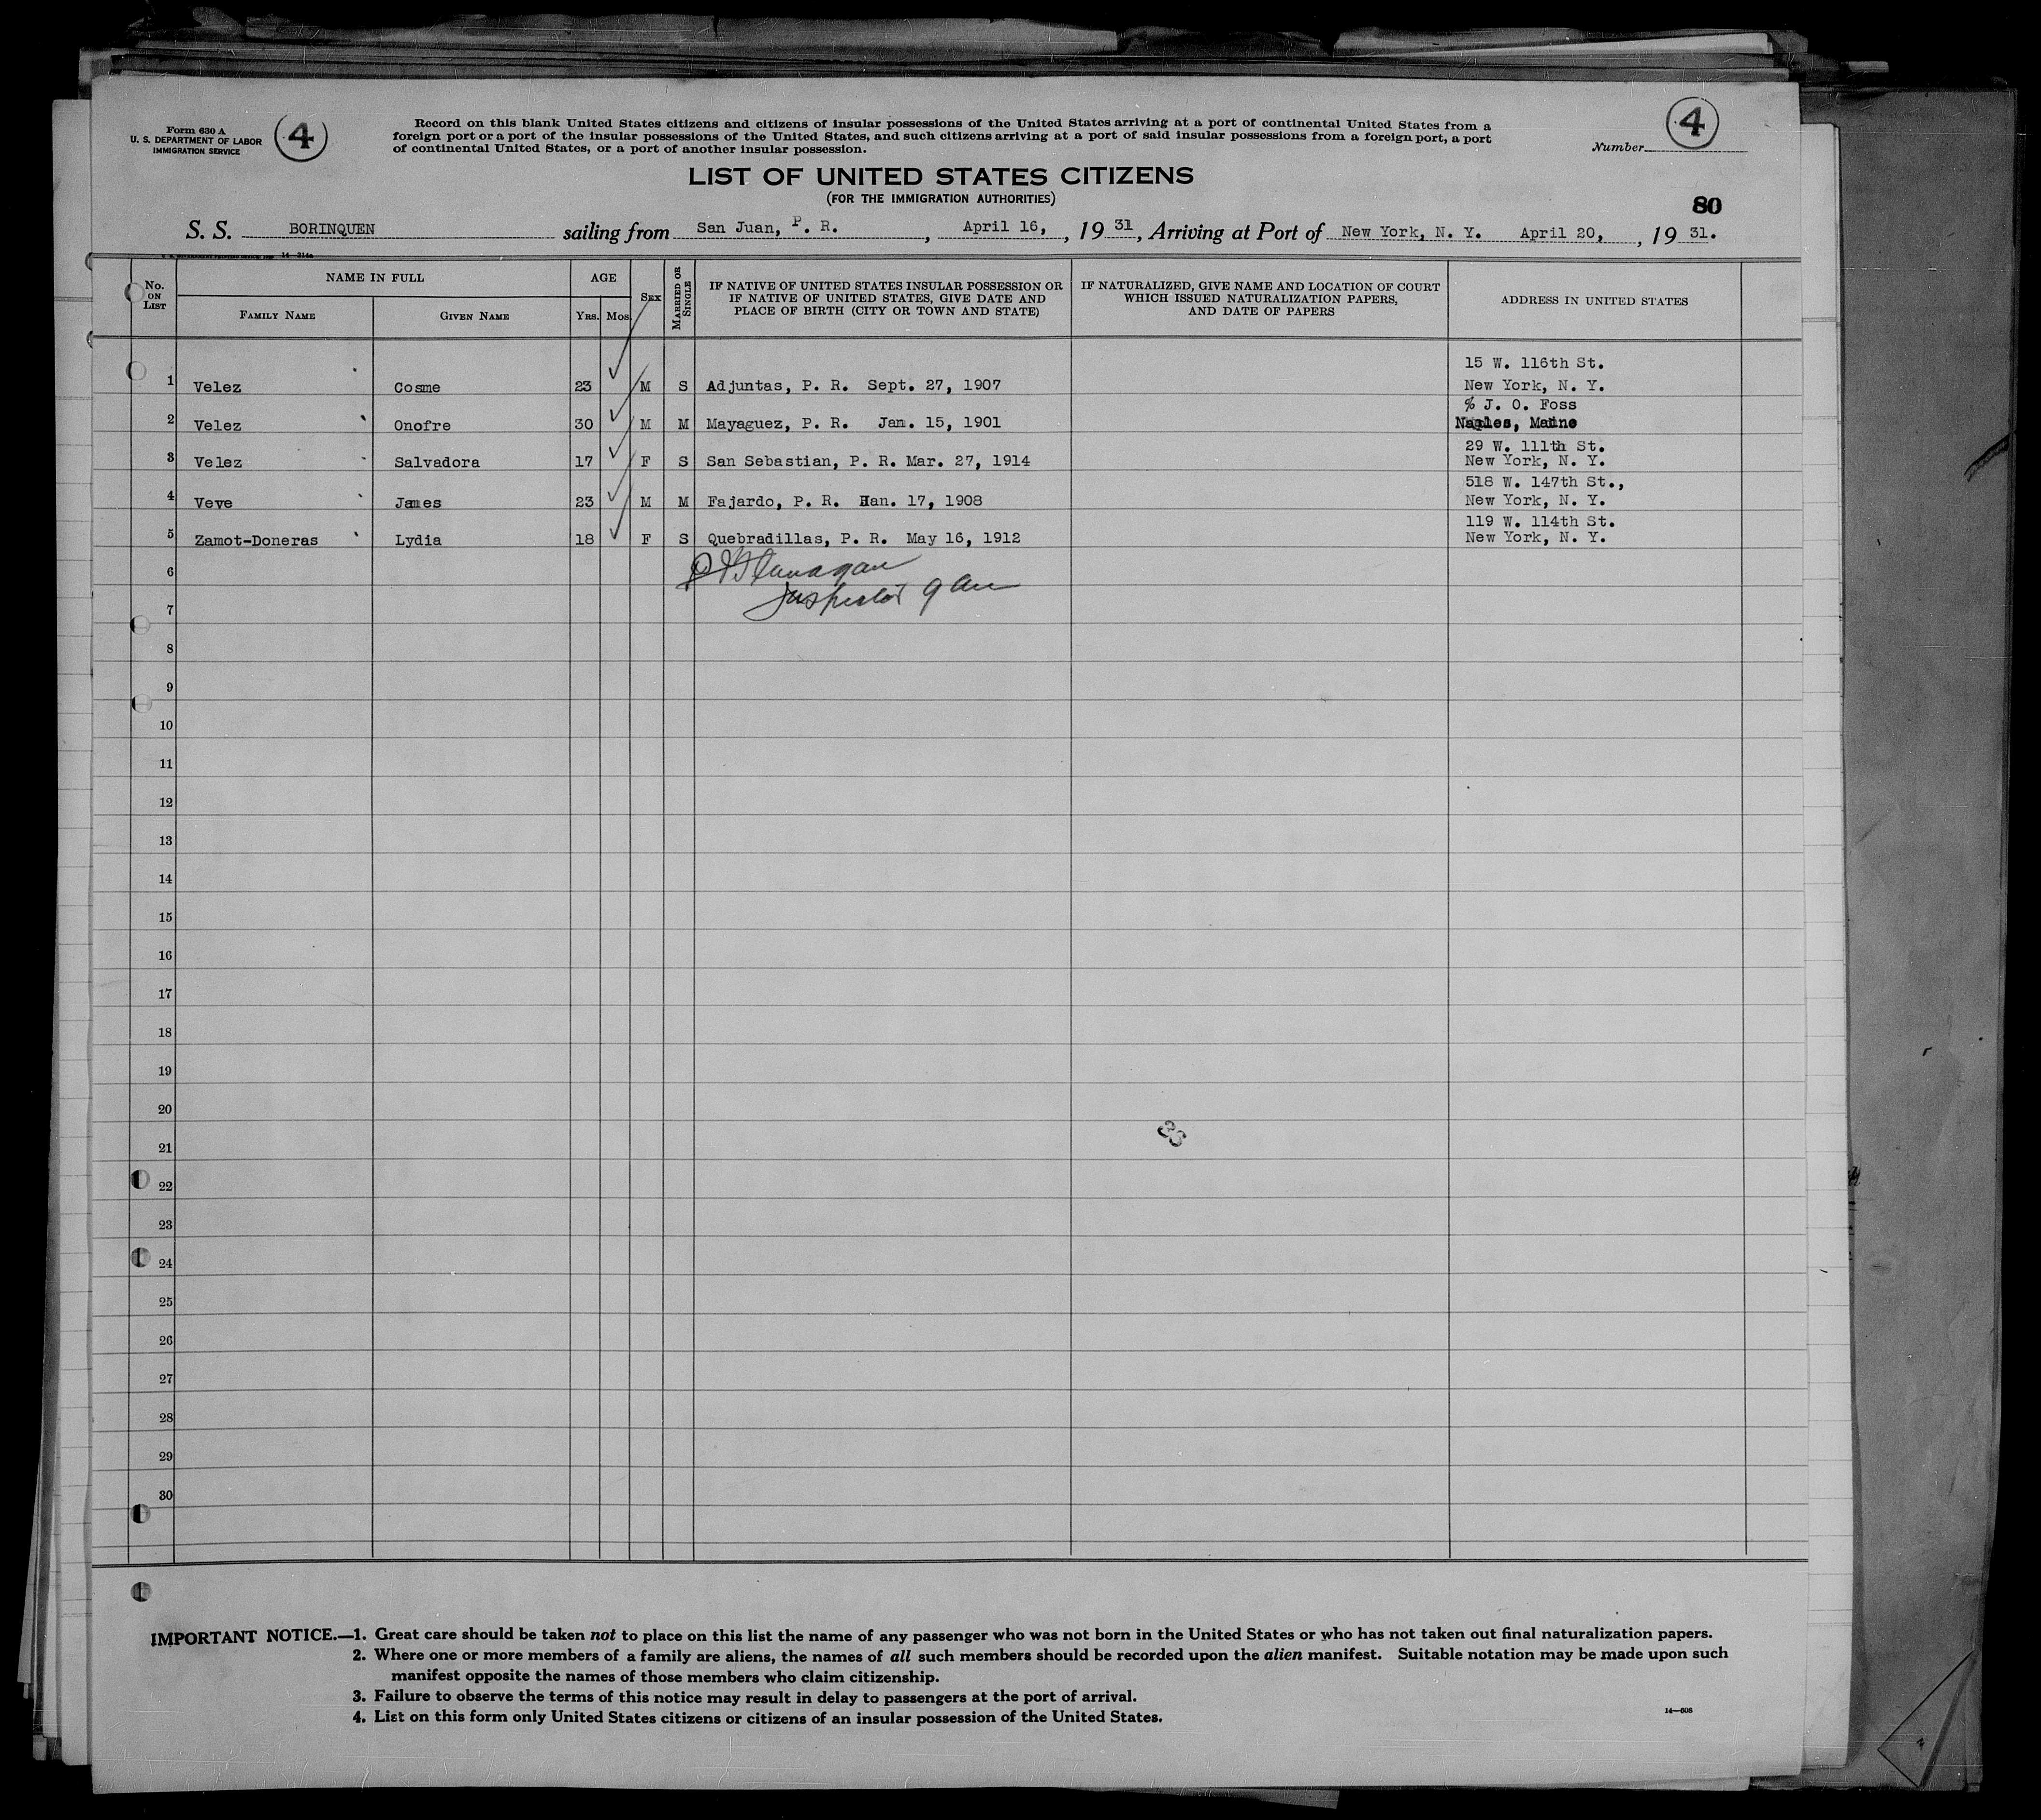 Form 630 A
U. S. DEPARTMENT OF LABOR
IMMIGRATION SERVICE
4
Record on this blank United States citizens and citizens of insular possessions of the United States arriving at a port of continental United States from a
foreign port or a port of the insular possessions of the United States, and such citizens arriving at a port of said insular possessions from a foreign port, a port
of continental United States, or a port of another insular possession.
4
Number
LIST OF UNITED STATES CITIZENS
(FOR THE IMMIGRATION AUTHORITIES)
80
S. S. BORINQUEN sailing from San Juan, P. R., April 16, , 19 31, Arriving at Port of New York, N. Y. April 20, , 19 31.
14—214a
No. ON LIST
NAME IN FULL
FAMILY NAME
GIVEN NAME
AGE
YRS.
MOS.
SEX
MARRIED OR SINGLE
IF NATIVE OF UNITED STATES INSULAR POSSESSION OR
IF NATIVE OF UNITED STATES, GIVE DATE AND
PLACE OF BIRTH (CITY OR TOWN AND STATE)
IF NATURALIZED, GIVE NAME AND LOCATION OF COURT
WHICH ISSUED NATURALIZATION PAPERS,
AND DATE OF PAPERS
ADDRESS IN UNITED STATES
15 W. 116th St.
1 Velez Cosme 23 M S Adjuntas, P. R. Sept. 27, 1907 New York, N. Y.
% J. O. Foss
2 Velez Onofre 30 M M Mayaguez, P. R. Jan. 15, 1901 Naples, Maine
29 W. 111th St.
3 Velez Salvadora 17 F S San Sebastian, P. R. Mar. 27, 1914 New York, N. Y.
518 W. 147th St.,
4 Veve James 23 M M Fajardo, P. R. Han. 17, 1908 New York, N. Y.
119 W. 114th St.
5 Zamot-Doneras Lydia 18 F S Quebradillas, P. R. May 16, 1912 New York, N. Y.
6 Flanagan
7 Inspector
8
9
10
11
12
13
14
15
16
17
18
19
20
21
22
23
24
25
26
27
28
29
30
IMPORTANT NOTICE.—1. Great care should be taken not to place on this list the name of any passenger who was not born in the United States or who has not taken out final naturalization papers.
2. Where one or more members of a family are aliens, the names of all such members should be recorded upon the alien manifest. Suitable notation may be made upon such
manifest opposite the names of those members who claim citizenship.
3. Failure to observe the terms of this notice may result in delay to passengers at the port of arrival.
4. List on this form only United States citizens or citizens of an insular possession of the United States.
14—608